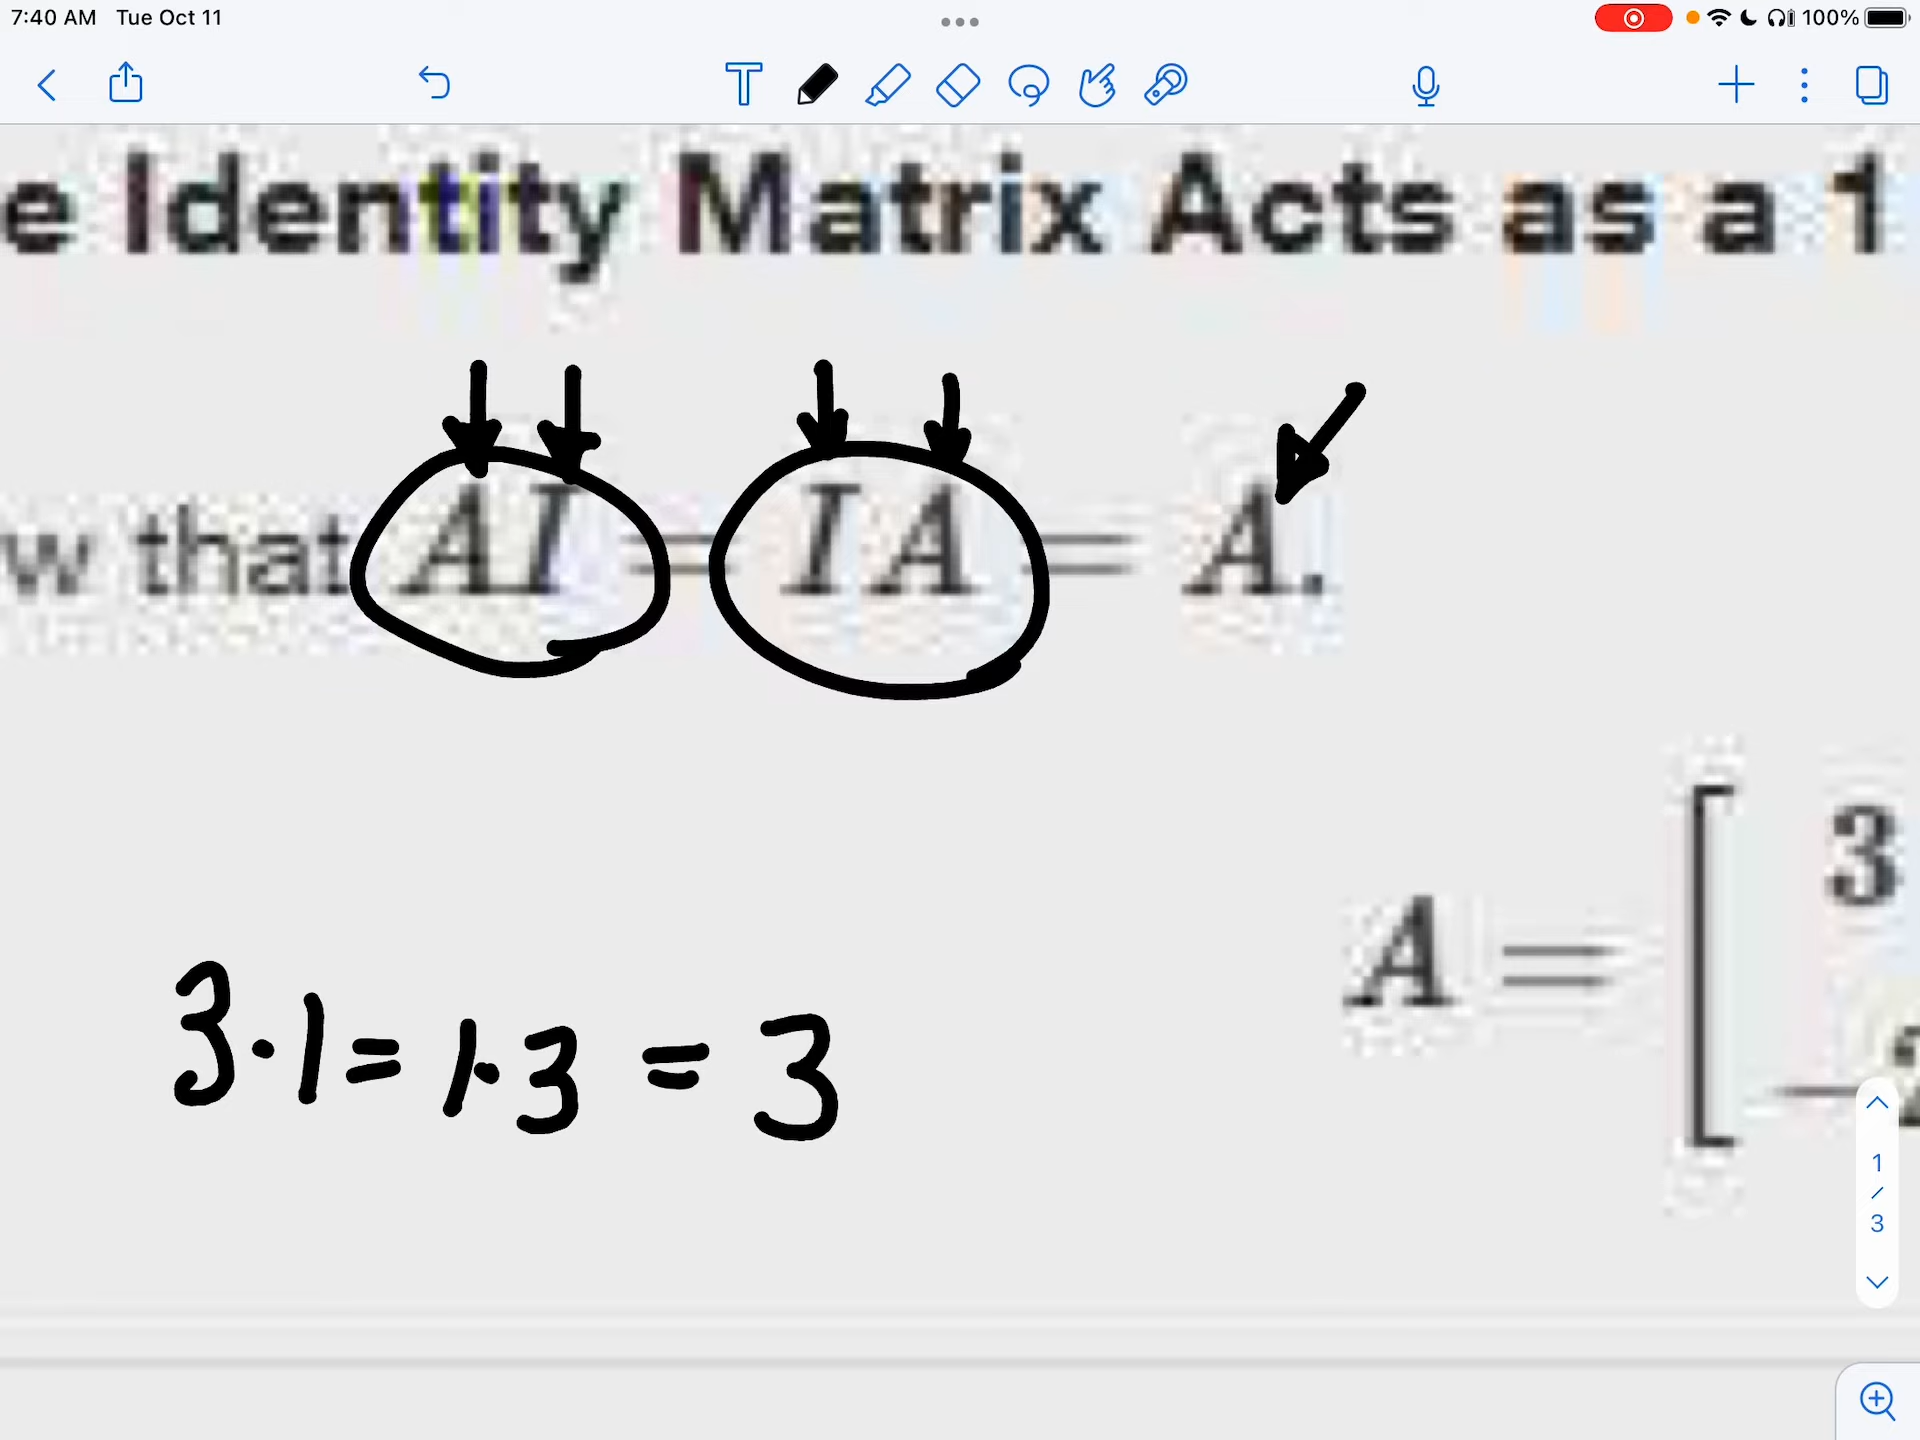 7:40 AM Tue Oct 11
100%
T
e Identity Matrix Acts as a 1
w that AI = IA = A.
A = [ 3
3·1 = 1·3 = 3
1
/
3